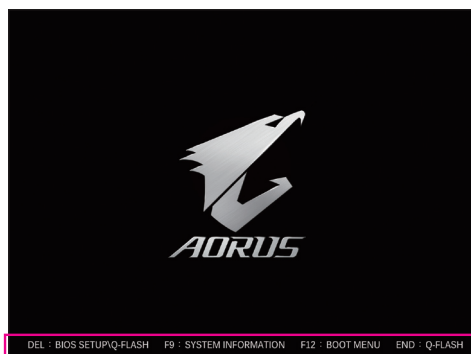 AORUS
DEL : BIOS SETUP\Q-FLASH F9 : SYSTEM INFORMATION F12 : BOOT MENU END : Q-FLASH